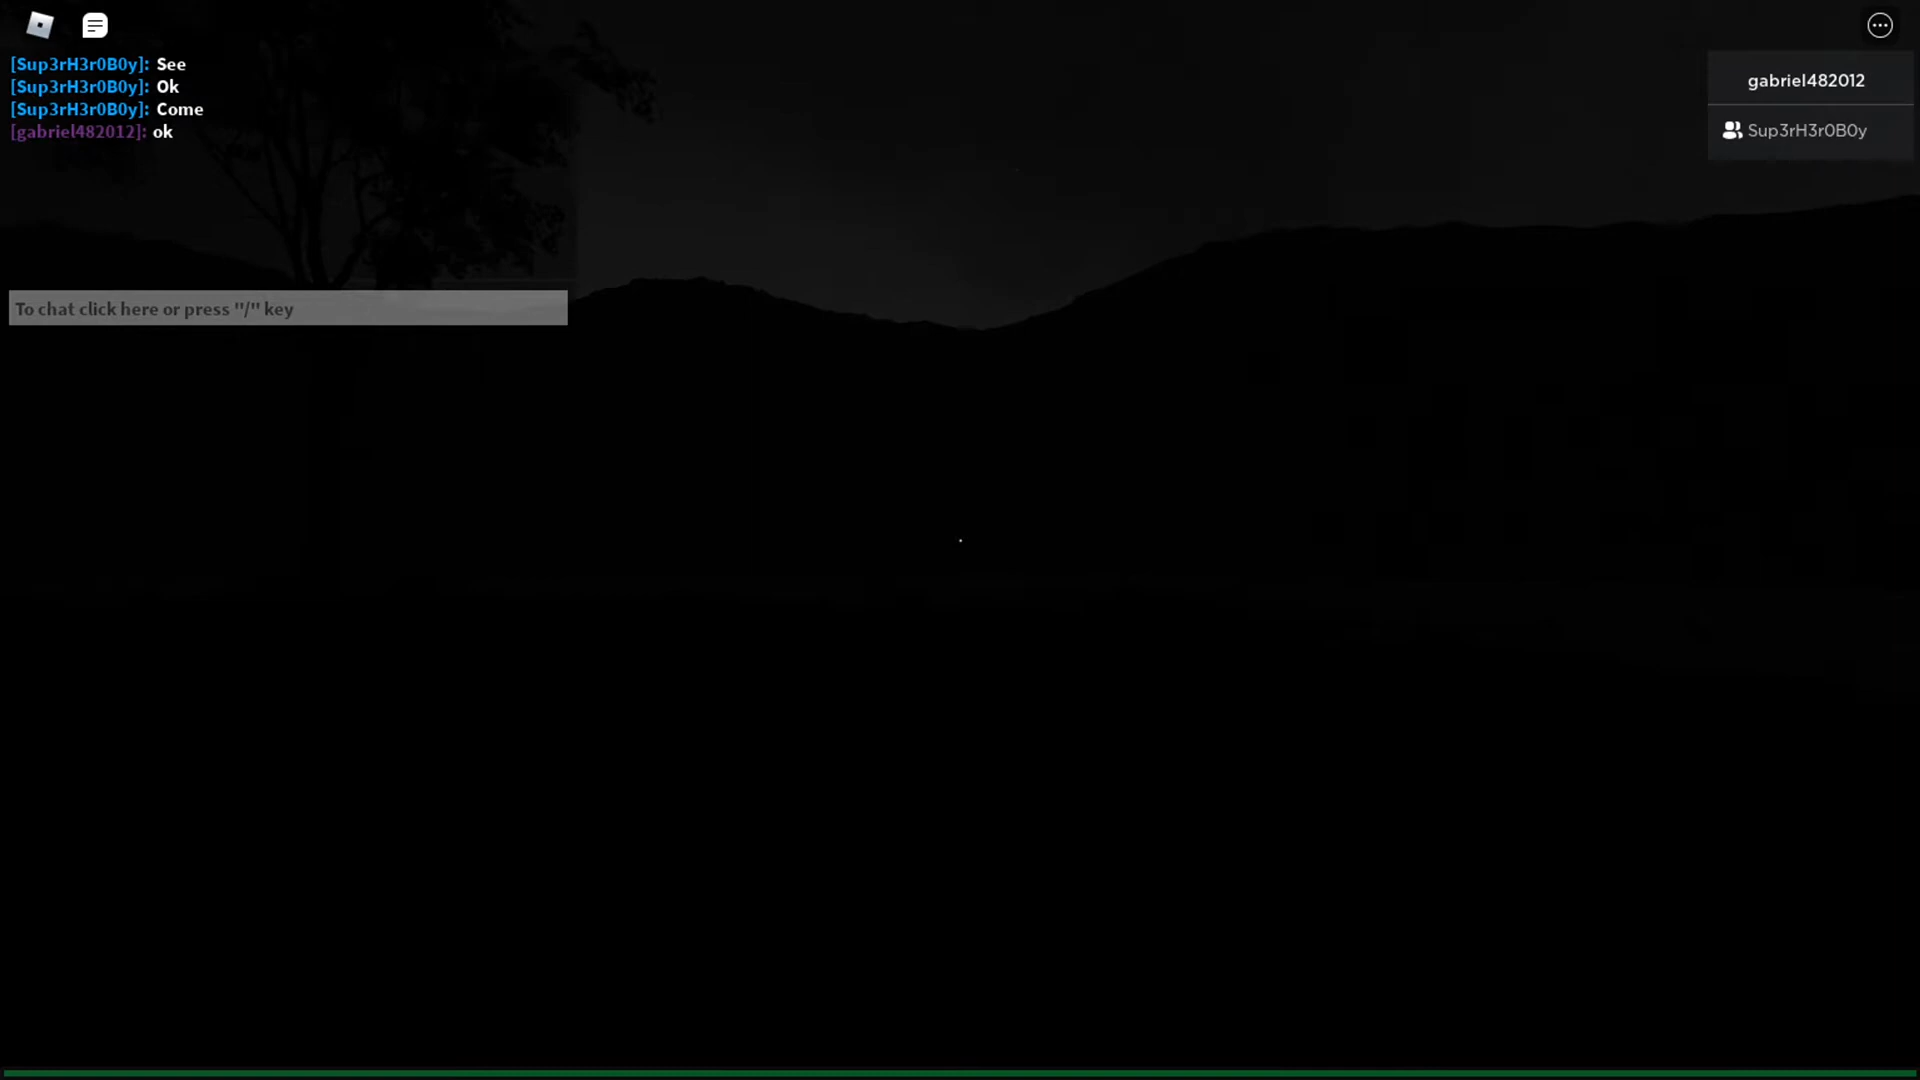 [Sup3rH3r0B0y]: See
[Sup3rH3r0B0y]: Ok
[Sup3rH3r0B0y]: Come
[gabriel482012]: ok
To chat click here or press "/" key
gabriel482012
Sup3rH3r0B0y